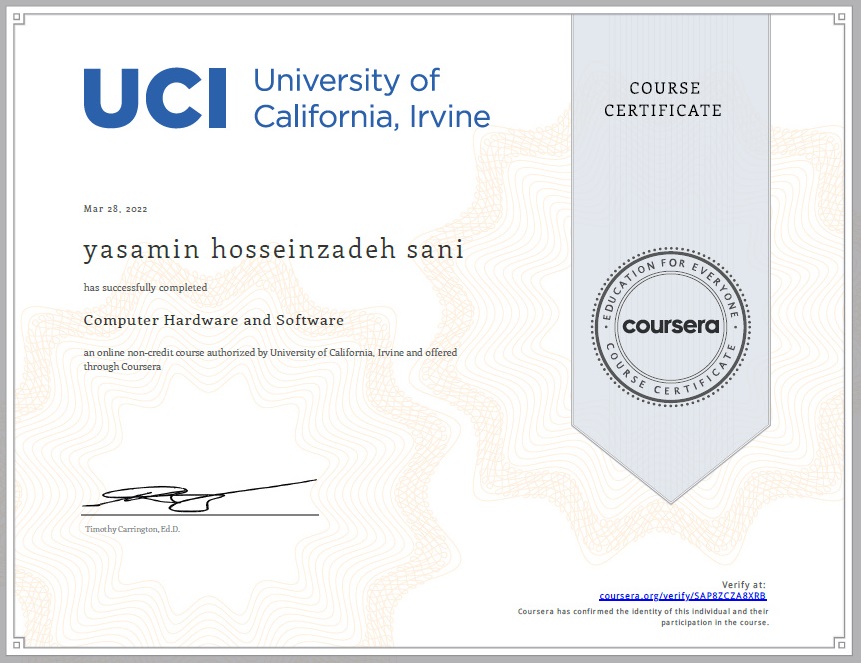 UCI University of
California, Irvine
COURSE
CERTIFICATE
Mar 28, 2022
yasamin hosseinzadeh sani
has successfully completed
Computer Hardware and Software
an online non-credit course authorized by University of California, Irvine and offered
through Coursera
EDUCATION FOR EVERYONE
coursera
COURSE CERTIFICATE
Timothy Carrington, Ed.D.
Verify at:
coursera.org/verify/SAP8ZCZA8XRB
Coursera has confirmed the identity of this individual and their
participation in the course.